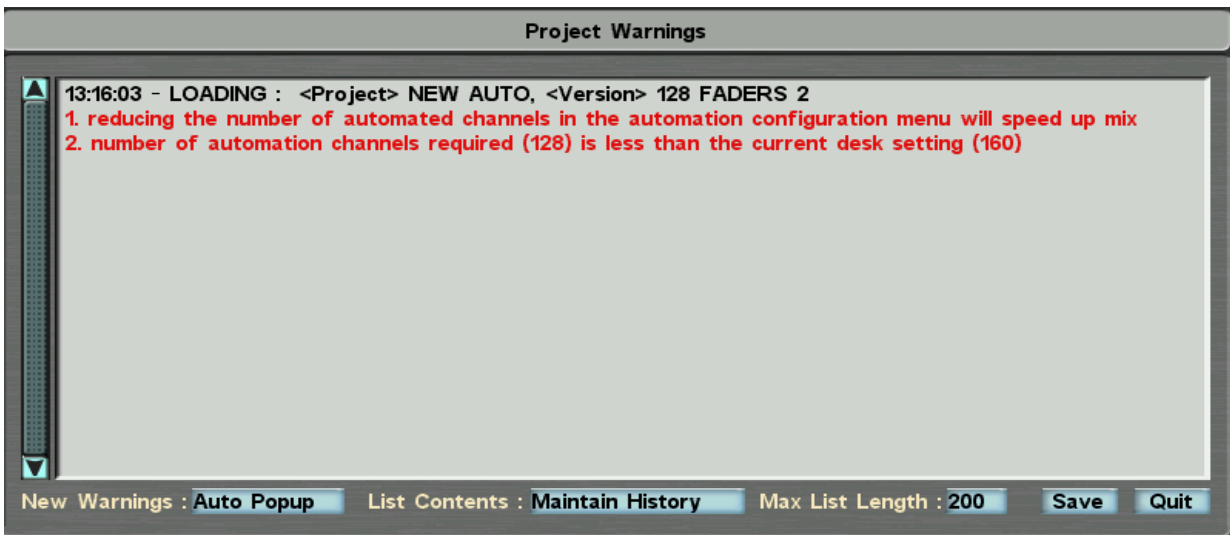 Project Warnings
13:16:03 - LOADING : <Project> NEW AUTO, <Version> 128 FADERS 2
1. reducing the number of automated channels in the automation configuration menu will speed up mix
2. number of automation channels required (128) is less than the current desk setting (160)
New Warnings : Auto Popup List Contents : Maintain History Max List Length : 200 Save Quit